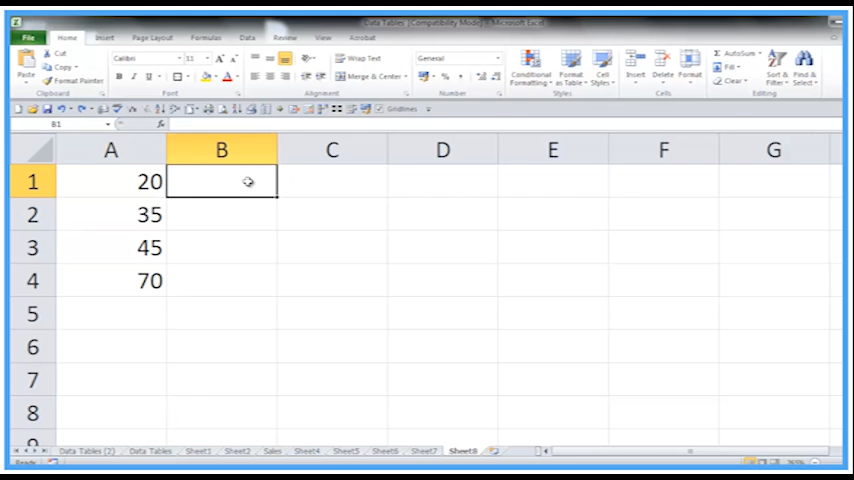 Data Tables [Compatibility Mode] - Microsoft Excel
File Home Insert Page Layout Formulas Data Review View Acrobat
Cut
Copy
Format Painter
Paste
Clipboard
Calibri 11
B I U A
Font
Wrap Text
Merge & Center
Alignment
General
$ % ,
Number
Conditional Formatting
Format as Table
Cell Styles
Styles
Insert Delete Format
Cells
AutoSum
Fill
Clear
Sort & Filter
Find & Select
Editing
Gridlines
B1 fx
A B C D E F G
1 20
2 35
3 45
4 70
5
6
7
8
9
Data Tables (2) Data Tables Sheet1 Sheet2 Sales Sheet4 Sheet5 Sheet6 Sheet7 Sheet8
Ready